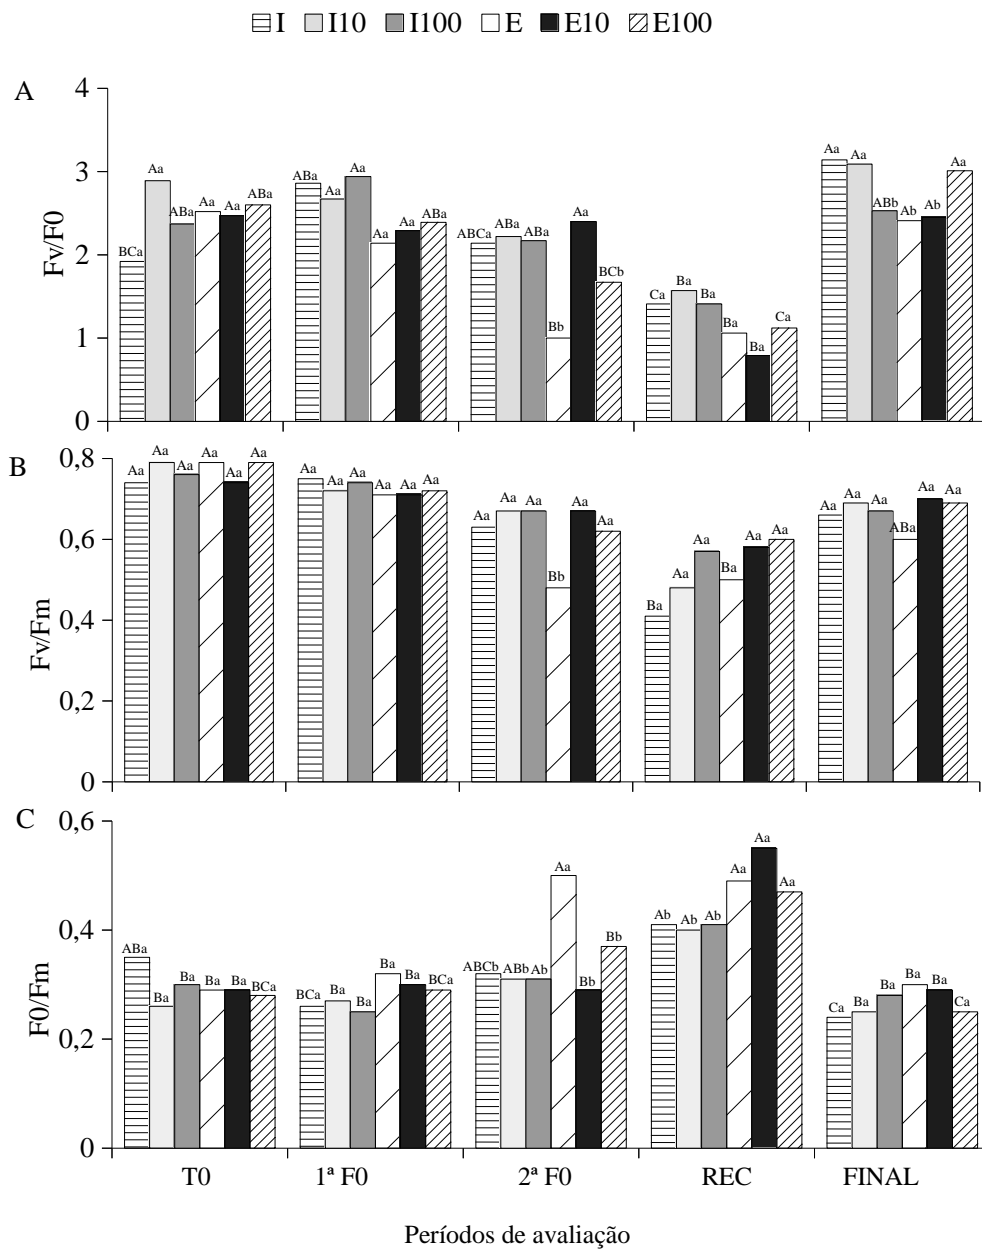 I I10 I100 E E10 E100
A
Fv/F0
4
3
2
1
0
BCa Aa ABa Aa Aa ABa
ABa Aa Aa Aa Aa ABa
ABCa ABa ABa Bb Aa BCb
Ca Ba Ba Ba Ba Ca
Aa Aa ABb Ab Ab Aa
B
Fv/Fm
0,8
0,6
0,4
0,2
0
Aa Aa Aa Aa Aa Aa
Aa Aa Aa Aa Aa Aa
Aa Aa Aa Bb Aa Aa
Ba Aa Aa Ba Aa Aa
Aa Aa Aa ABa Aa Aa
C
F0/Fm
0,6
0,4
0,2
0
ABa Ba Ba Ba Ba BCa
BCa Ba Ba Ba Ba BCa
ABCb ABb Ab Aa Bb Bb
Ab Ab Ab Aa Aa Aa
Ca Ba Ba Ba Ba Ca
T0 1ª F0 2ª F0 REC FINAL
Períodos de avaliação